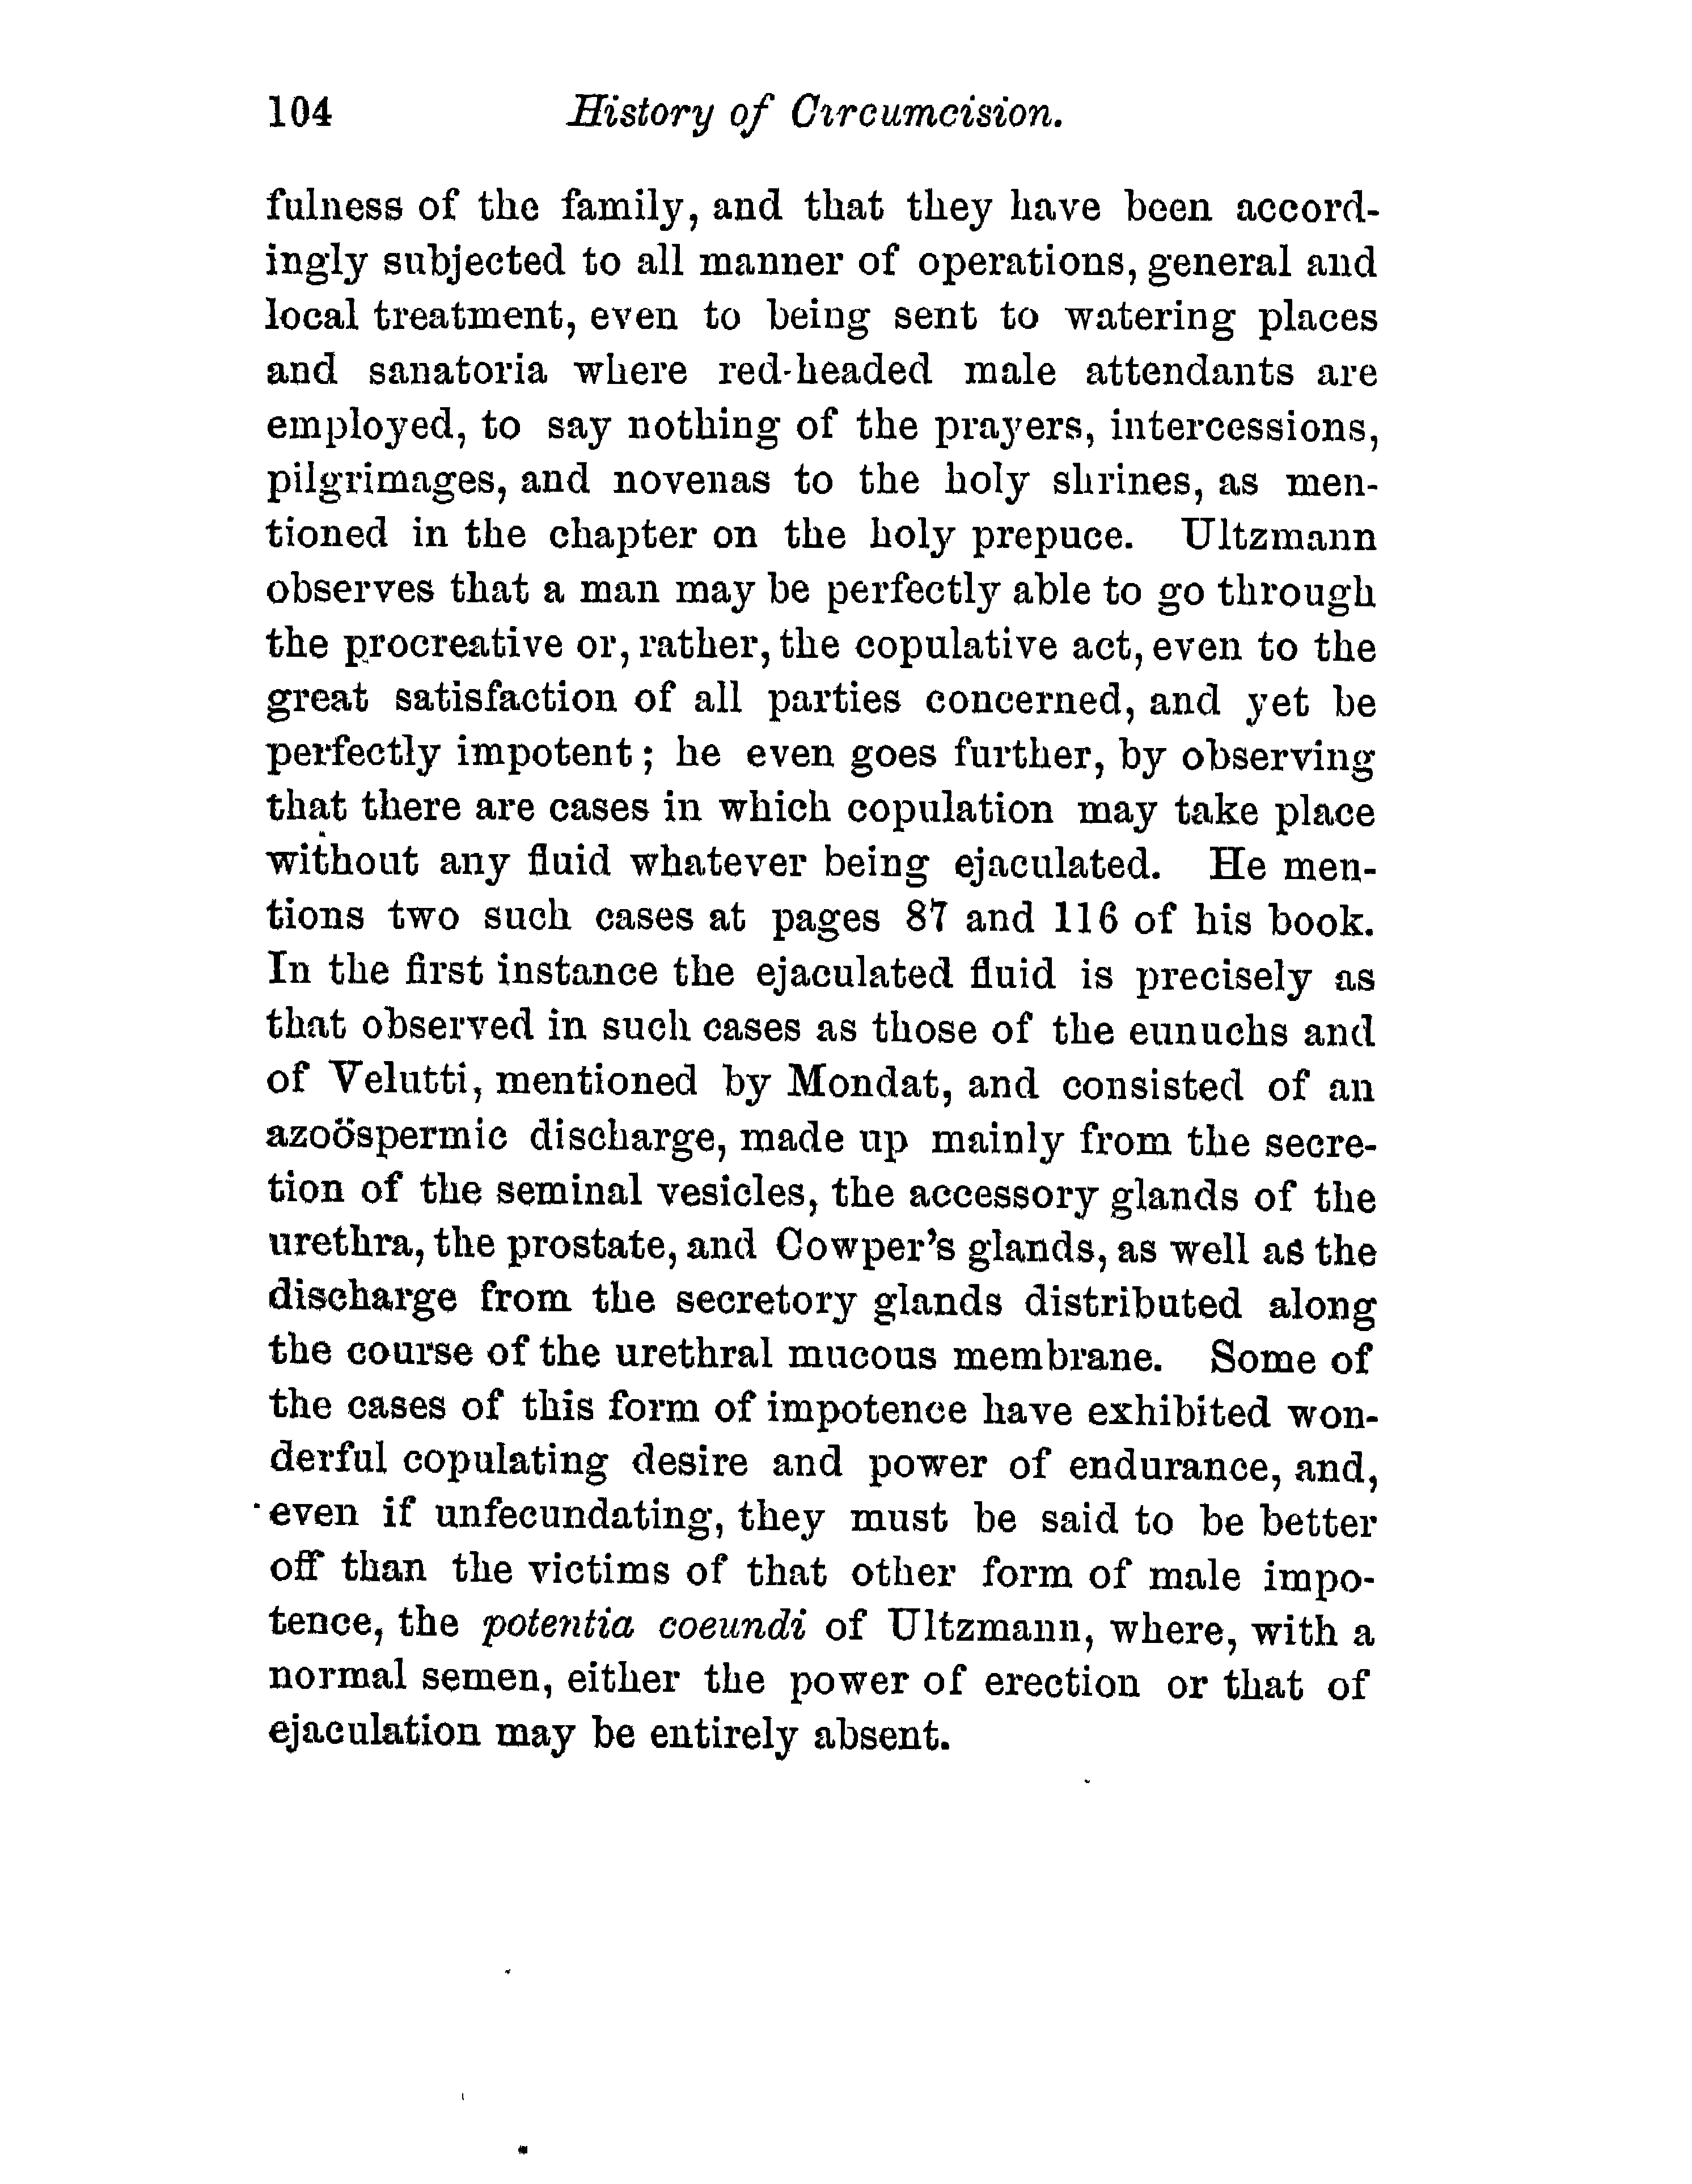 104 History of Circumcision.
fulness of the family, and that they have been accord-
ingly subjected to all manner of operations, general and
local treatment, even to being sent to watering places
and sanatoria where red-headed male attendants are
employed, to say nothing of the prayers, intercessions,
pilgrimages, and novenas to the holy shrines, as men-
tioned in the chapter on the holy prepuce. Ultzmann
observes that a man may be perfectly able to go through
the procreative or, rather, the copulative act, even to the
great satisfaction of all parties concerned, and yet be
perfectly impotent; he even goes further, by observing
that there are cases in which copulation may take place
without any fluid whatever being ejaculated. He men-
tions two such cases at pages 87 and 116 of his book.
In the first instance the ejaculated fluid is precisely as
that observed in such cases as those of the eunuchs and
of Velutti, mentioned by Mondat, and consisted of an
azoöspermic discharge, made up mainly from the secre-
tion of the seminal vesicles, the accessory glands of the
urethra, the prostate, and Cowper's glands, as well as the
discharge from the secretory glands distributed along
the course of the urethral mucous membrane. Some of
the cases of this form of impotence have exhibited won-
derful copulating desire and power of endurance, and,
even if unfecundating, they must be said to be better
off than the victims of that other form of male impo-
tence, the potentia coeundi of Ultzmann, where, with a
normal semen, either the power of erection or that of
ejaculation may be entirely absent.